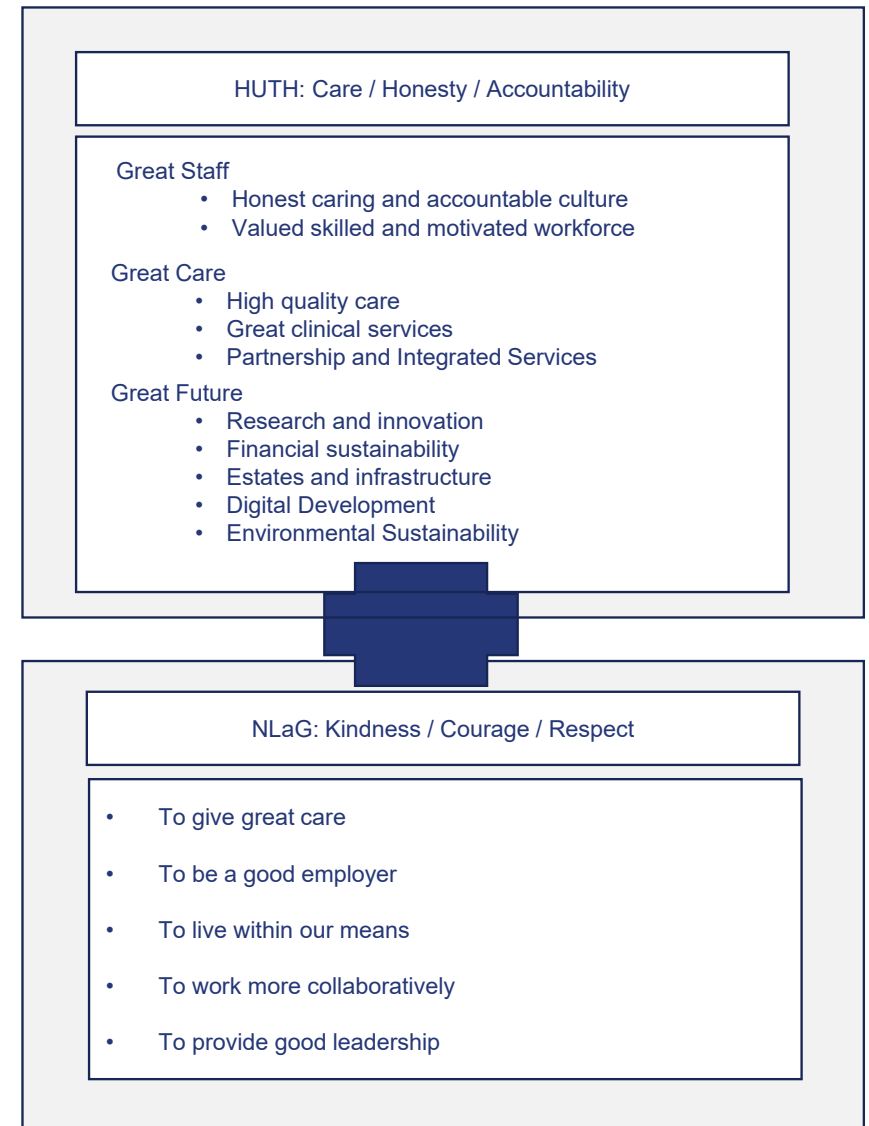 HUTH: Care / Honesty / Accountability
Great Staff
• Honest caring and accountable culture
• Valued skilled and motivated workforce
Great Care
• High quality care
• Great clinical services
• Partnership and Integrated Services
Great Future
• Research and innovation
• Financial sustainability
• Estates and infrastructure
• Digital Development
• Environmental Sustainability
NLaG: Kindness / Courage / Respect
• To give great care
• To be a good employer
• To live within our means
• To work more collaboratively
• To provide good leadership